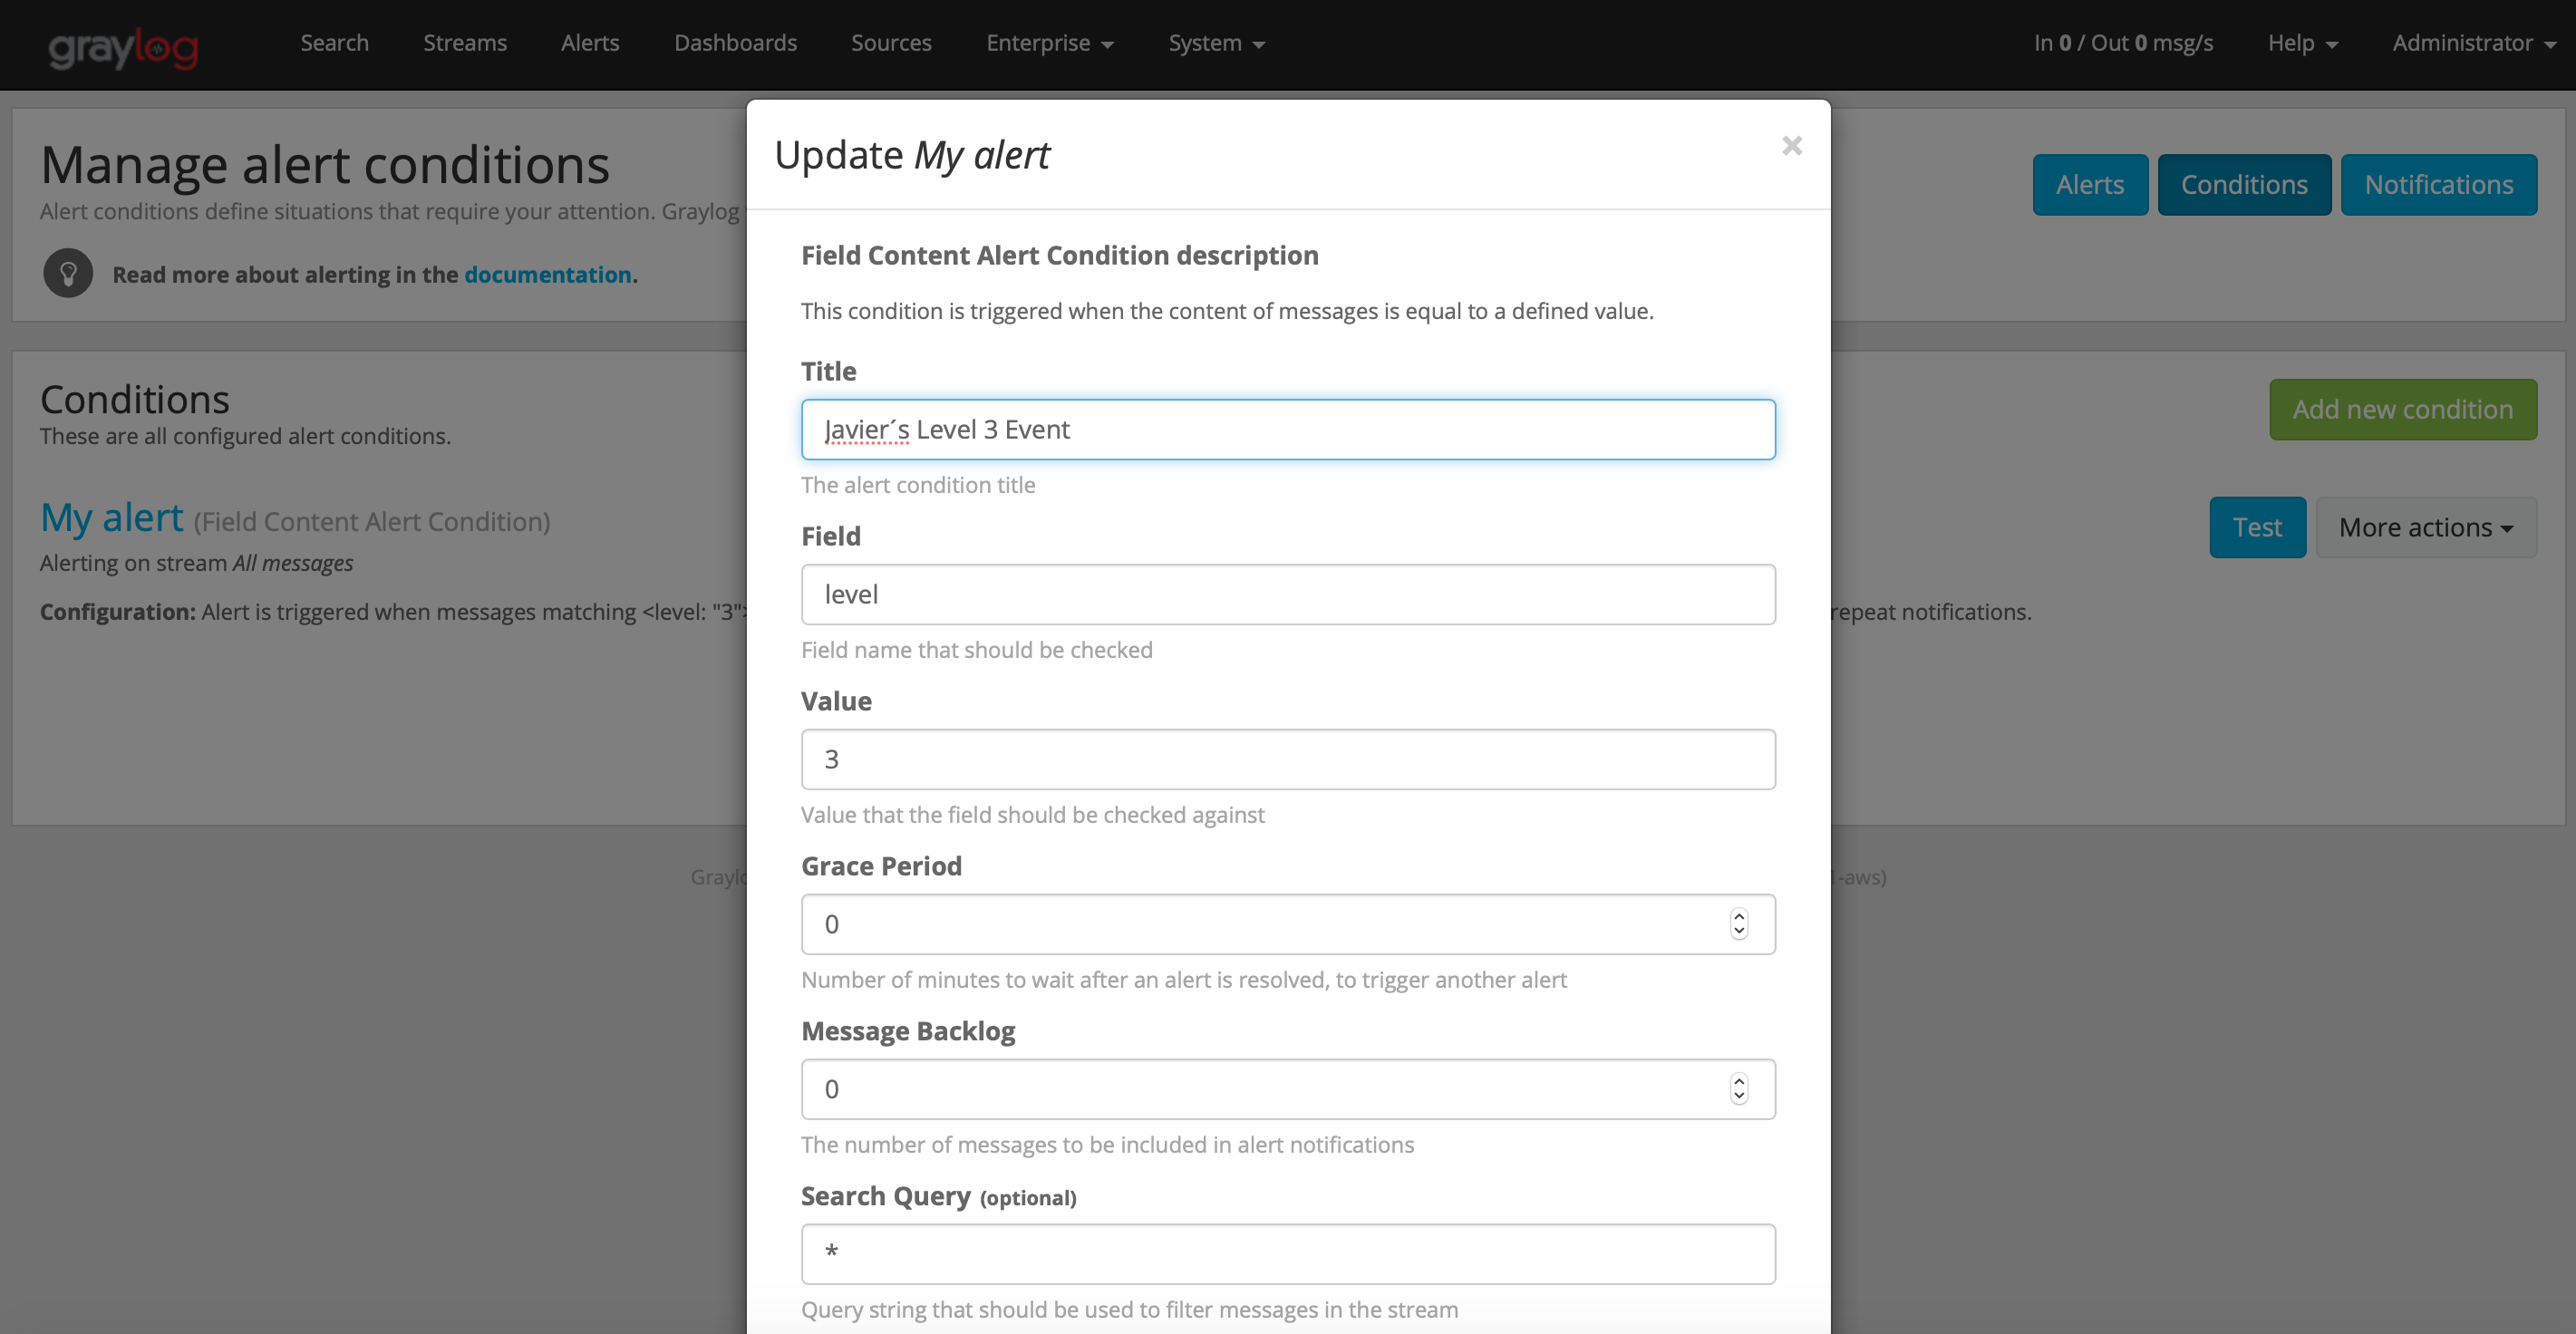 graylog Search Streams Alerts Dashboards Sources Enterprise System In 0 / Out 0 msg/s Help Administrator
Manage alert conditions
Alert conditions define situations that require your attention. Graylog
Read more about alerting in the documentation.
Alerts Conditions Notifications
Conditions
These are all configured alert conditions.
Add new condition
My alert (Field Content Alert Condition)
Test More actions
Alerting on stream All messages
Configuration: Alert is triggered when messages matching <level: "3">
repeat notifications.
-aws)
Update My alert ×
Field Content Alert Condition description
This condition is triggered when the content of messages is equal to a defined value.
Title
Javier´s Level 3 Event
The alert condition title
Field
level
Field name that should be checked
Value
3
Value that the field should be checked against
Grace Period
0
Number of minutes to wait after an alert is resolved, to trigger another alert
Message Backlog
0
The number of messages to be included in alert notifications
Search Query (optional)
*
Query string that should be used to filter messages in the stream